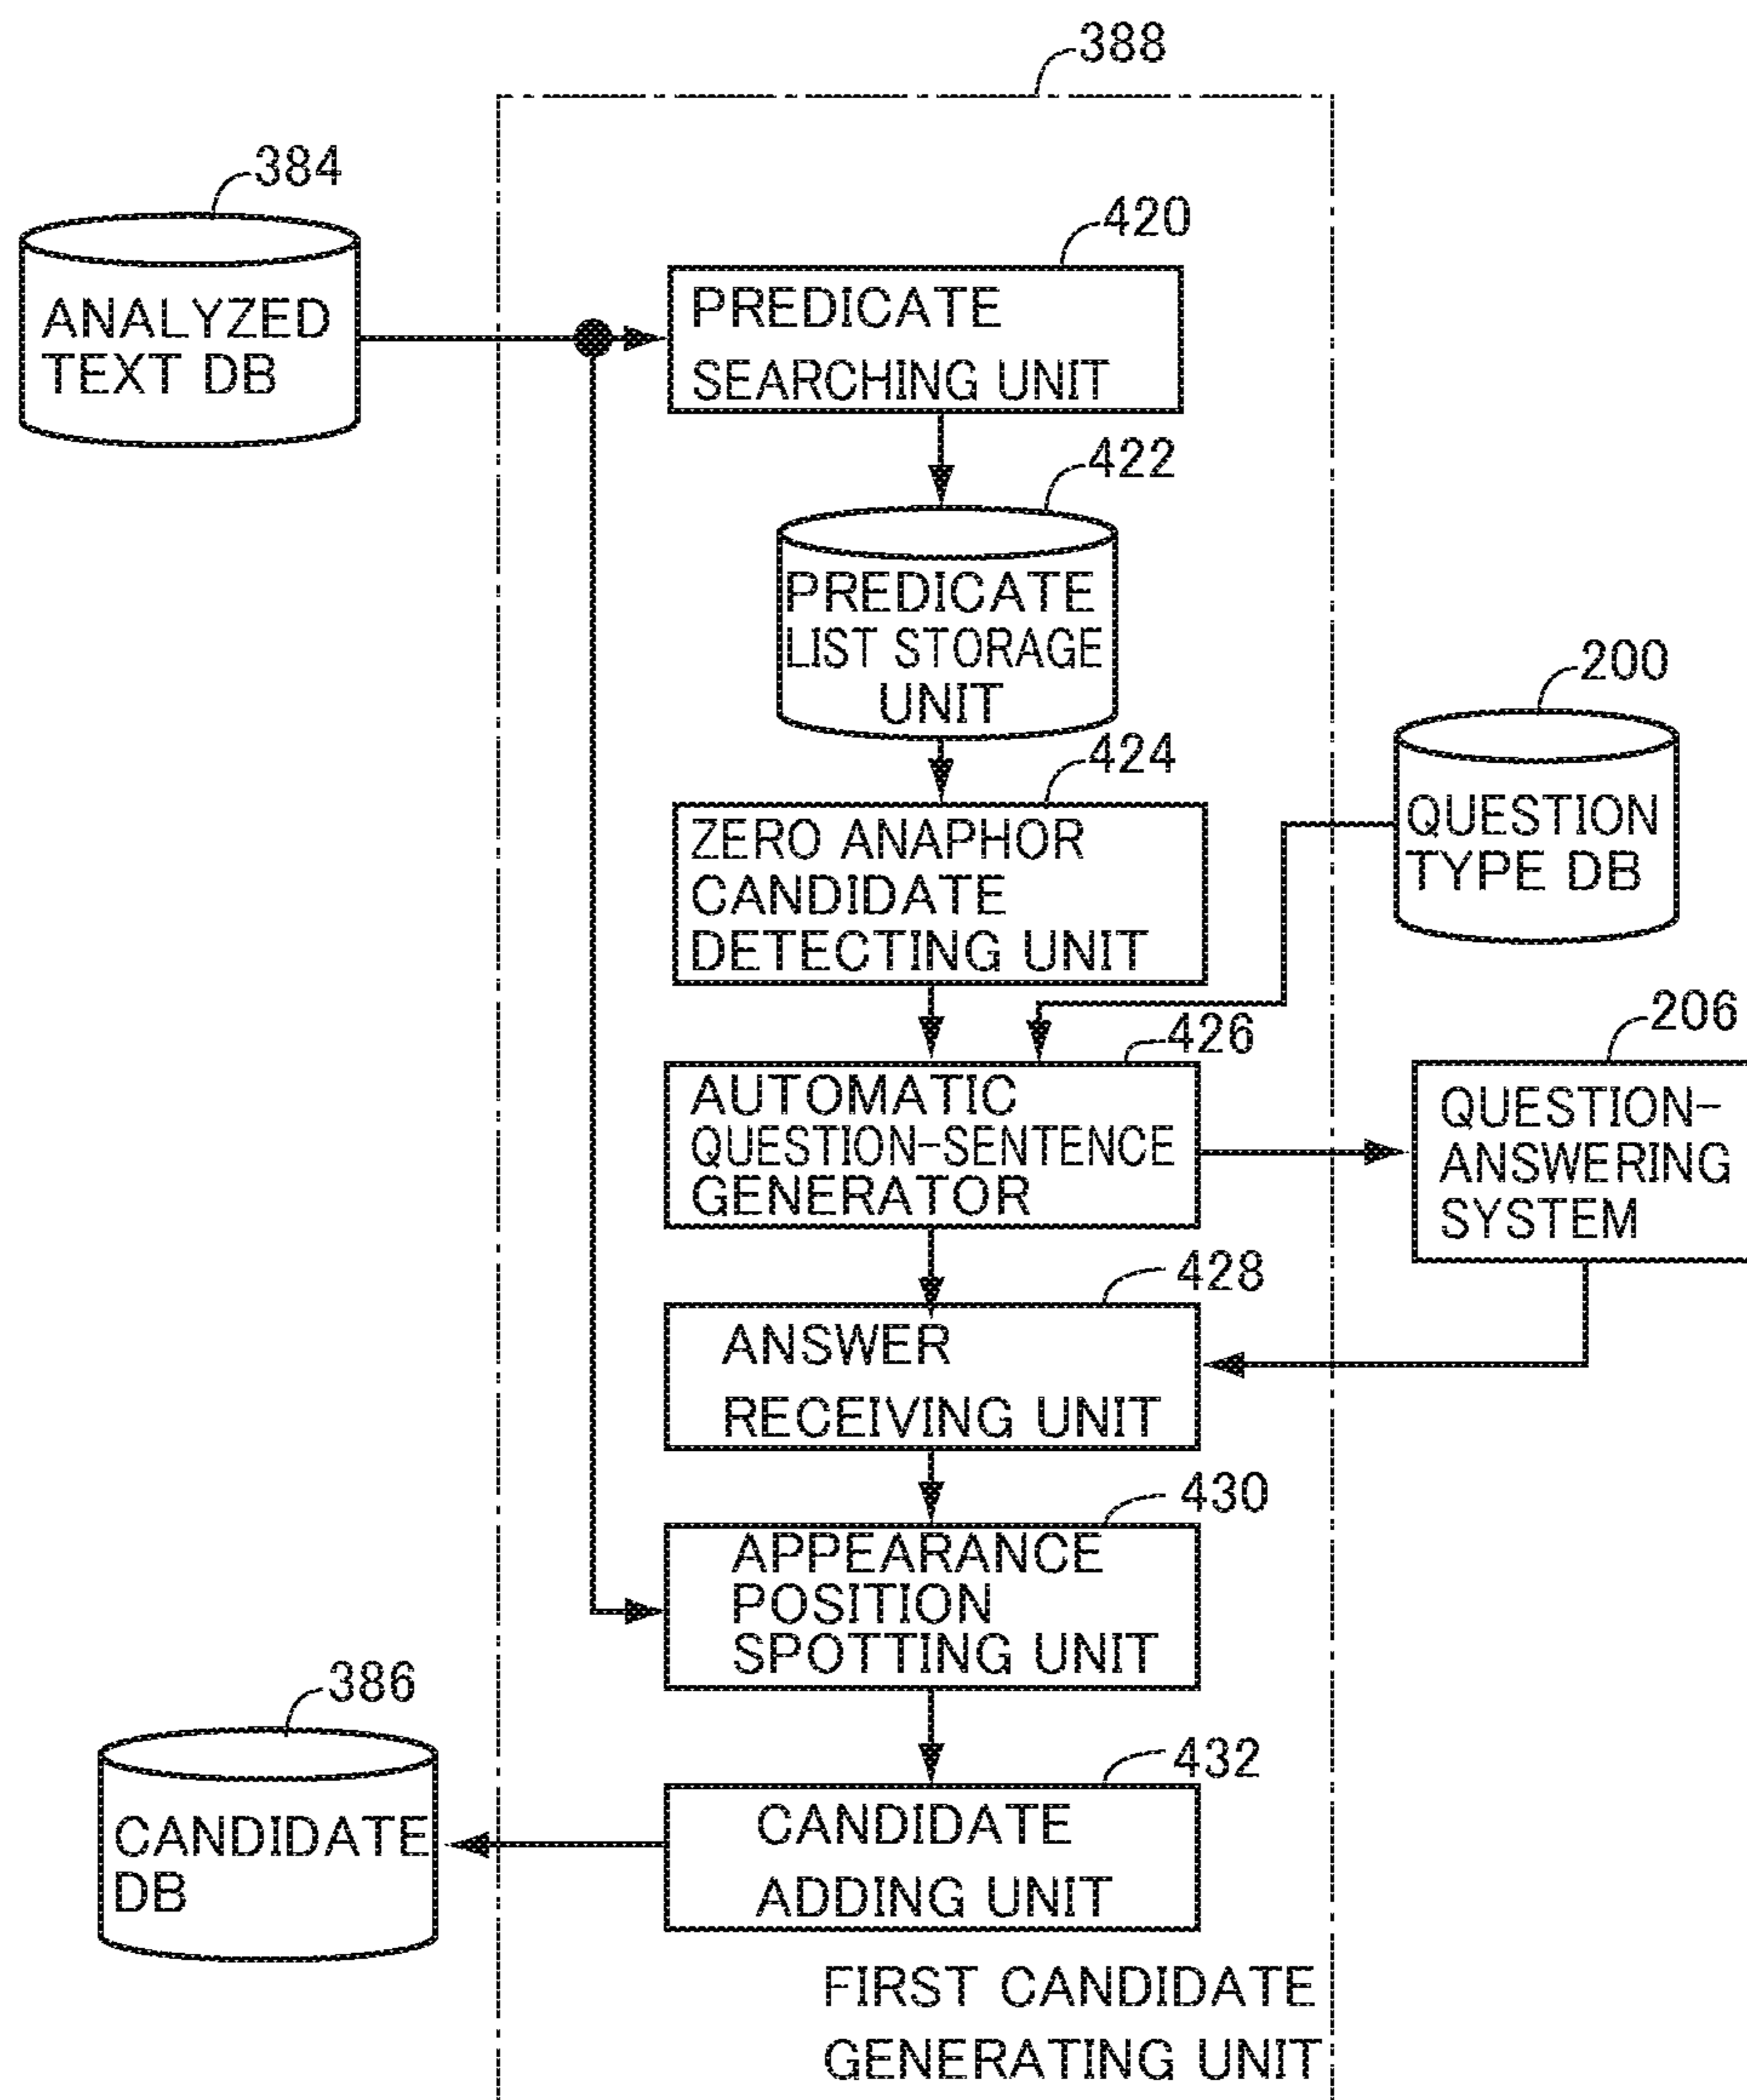 388
384
ANALYZED
TEXT DB
420
PREDICATE
SEARCHING UNIT
422
PREDICATE
LIST STORAGE
UNIT
200
QUESTION
TYPE DB
424
ZERO ANAPHOR
CANDIDATE
DETECTING UNIT
426
AUTOMATIC
QUESTION-SENTENCE
GENERATOR
206
QUESTION-
ANSWERING
SYSTEM
428
ANSWER
RECEIVING UNIT
430
APPEARANCE
POSITION
SPOTTING UNIT
386
CANDIDATE
DB
432
CANDIDATE
ADDING UNIT
FIRST CANDIDATE
GENERATING UNIT